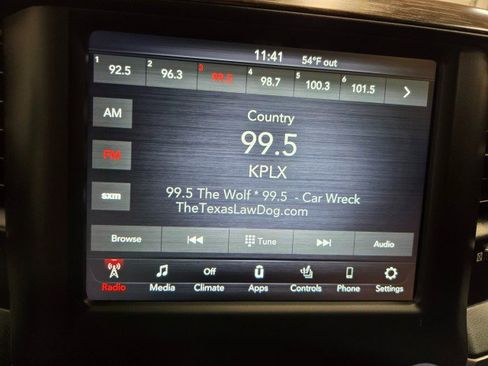 11:41 54°F out
1 92.5 2 96.3 3 99.5 4 98.7 5 100.3 6 101.5
AM
Country
99.5
FM
KPLX
sxm
99.5 The Wolf * 99.5 - Car Wreck
TheTexasLawDog.com
Browse Tune Audio
Off
Radio Media Climate Apps Controls Phone Settings